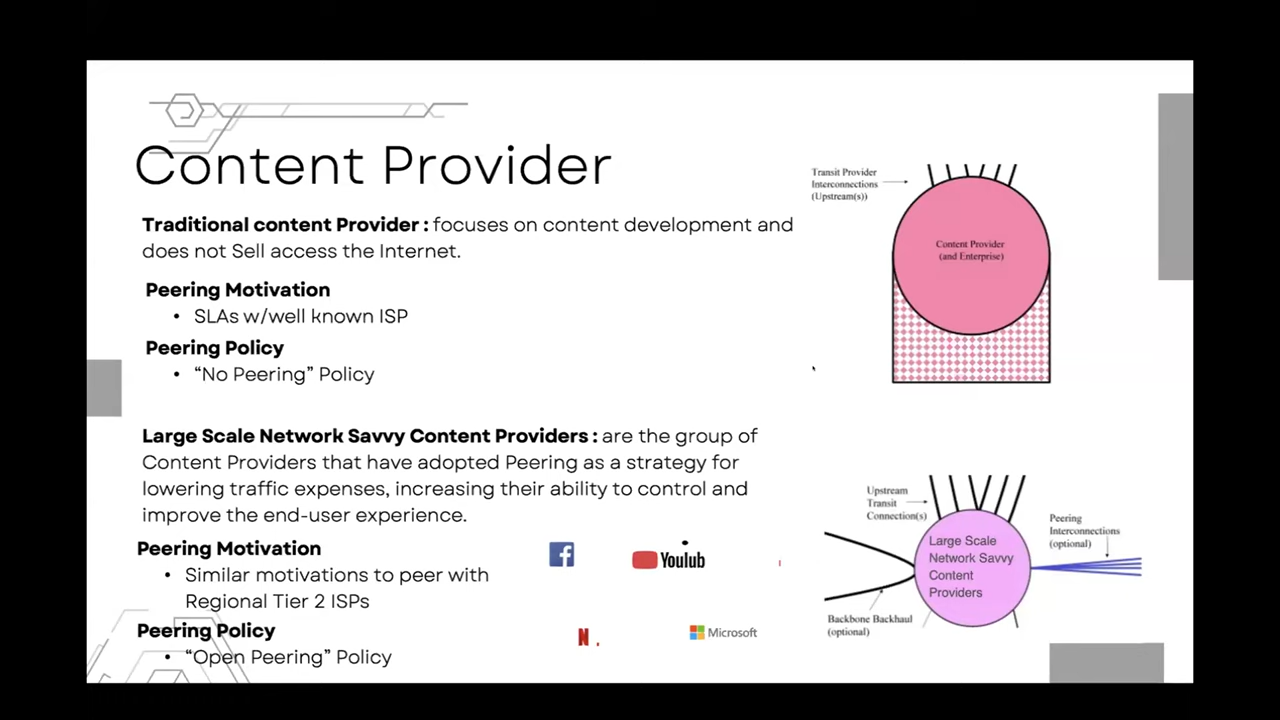 Content Provider
Traditional content Provider : focuses on content development and
does not Sell access the Internet.
Peering Motivation
• SLAs w/well known ISP
Peering Policy
• “No Peering” Policy
Large Scale Network Savvy Content Providers : are the group of
Content Providers that have adopted Peering as a strategy for
lowering traffic expenses, increasing their ability to control and
improve the end-user experience.
Peering Motivation
• Similar motivations to peer with
Regional Tier 2 ISPs
Peering Policy
• “Open Peering” Policy
f
Youlub
N
Microsoft
Transit Provider
Interconnections
(Upstream(s))
Content Provider
(and Enterprise)
Upstream
Transit
Connection(s)
Large Scale
Network Savvy
Content
Providers
Peering
Interconnections
(optional)
Backbone Backhaul
(optional)